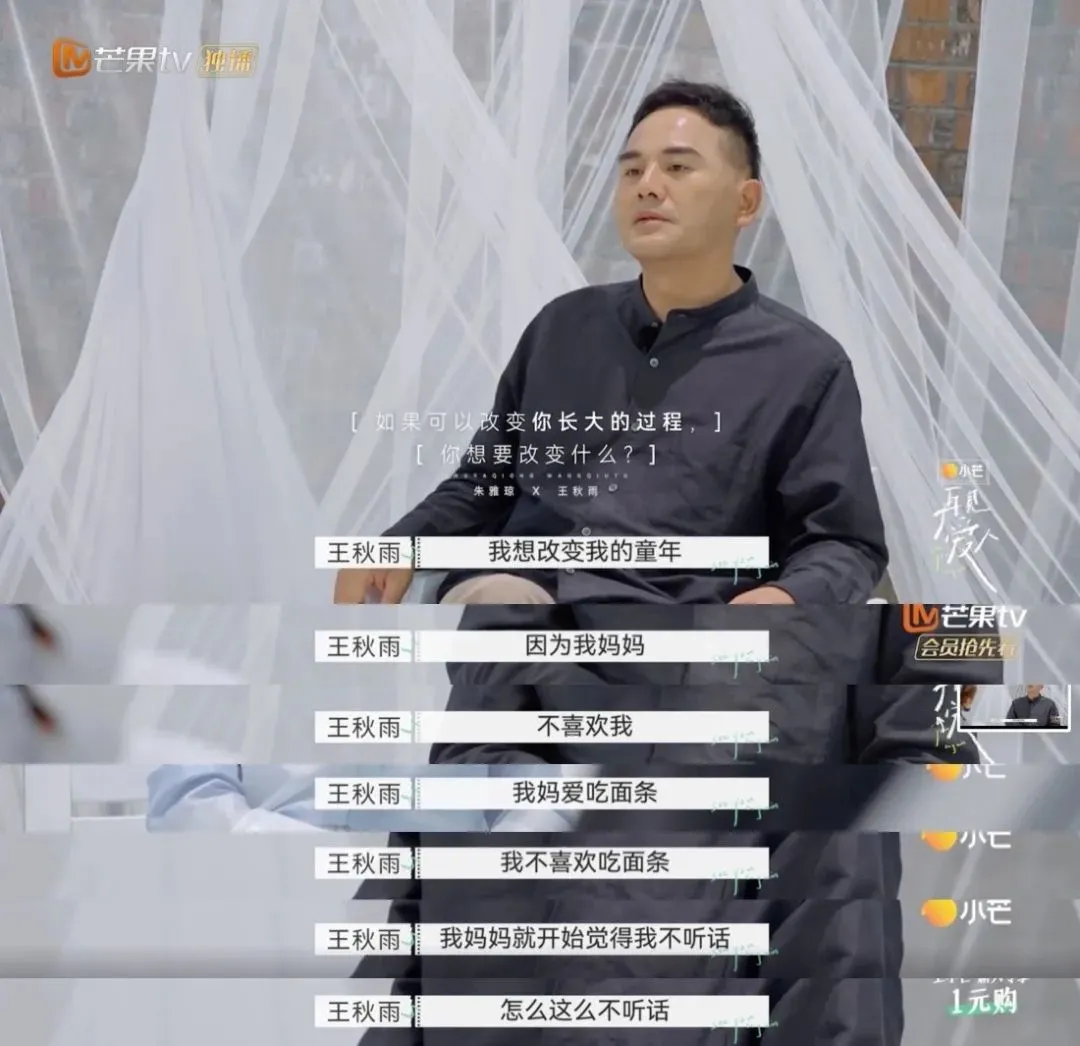 芒果tv 独播
[ 如果可以改变你长大的过程, ]
[ 你想要改变什么? ]
朱雅琼 X 王秋雨
小芒
再见爱人
王秋雨 我想改变我的童年
芒果tv
会员抢先看
王秋雨 因为我妈妈
王秋雨 不喜欢我
小芒
王秋雨 我妈爱吃面条
小芒
王秋雨 我不喜欢吃面条
小芒
王秋雨 我妈妈就开始觉得我不听话
1元购
王秋雨 怎么这么不听话